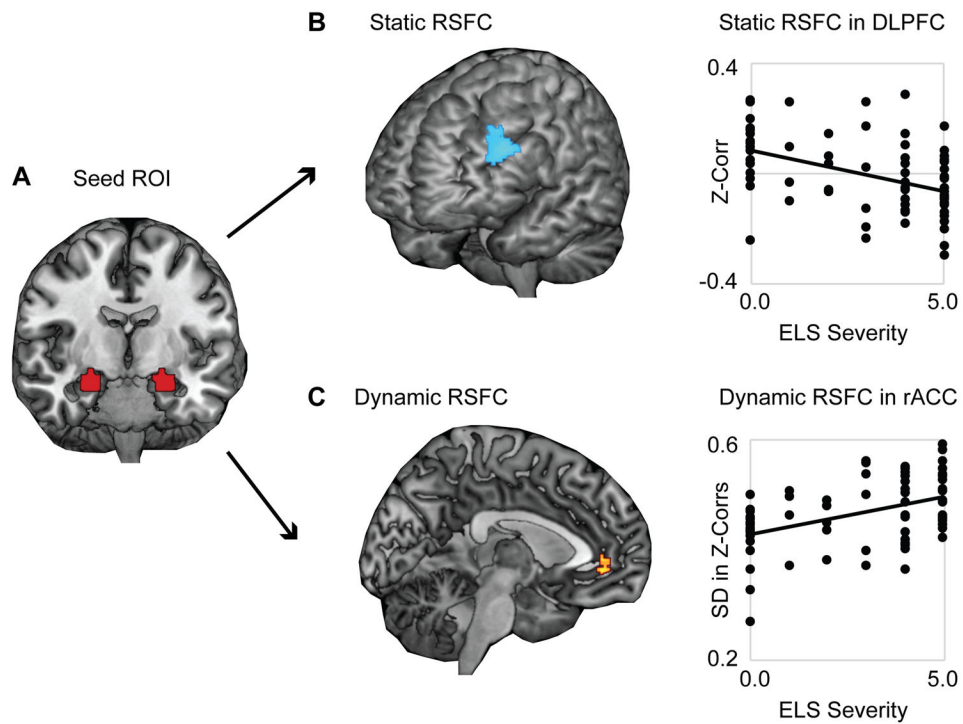 A
Seed ROI
B
Static RSFC
Static RSFC in DLPFC
0.4
Z-Corr
-0.4
0.0
5.0
ELS Severity
C
Dynamic RSFC
Dynamic RSFC in rACC
0.6
SD in Z-Corrs
0.2
0.0
5.0
ELS Severity